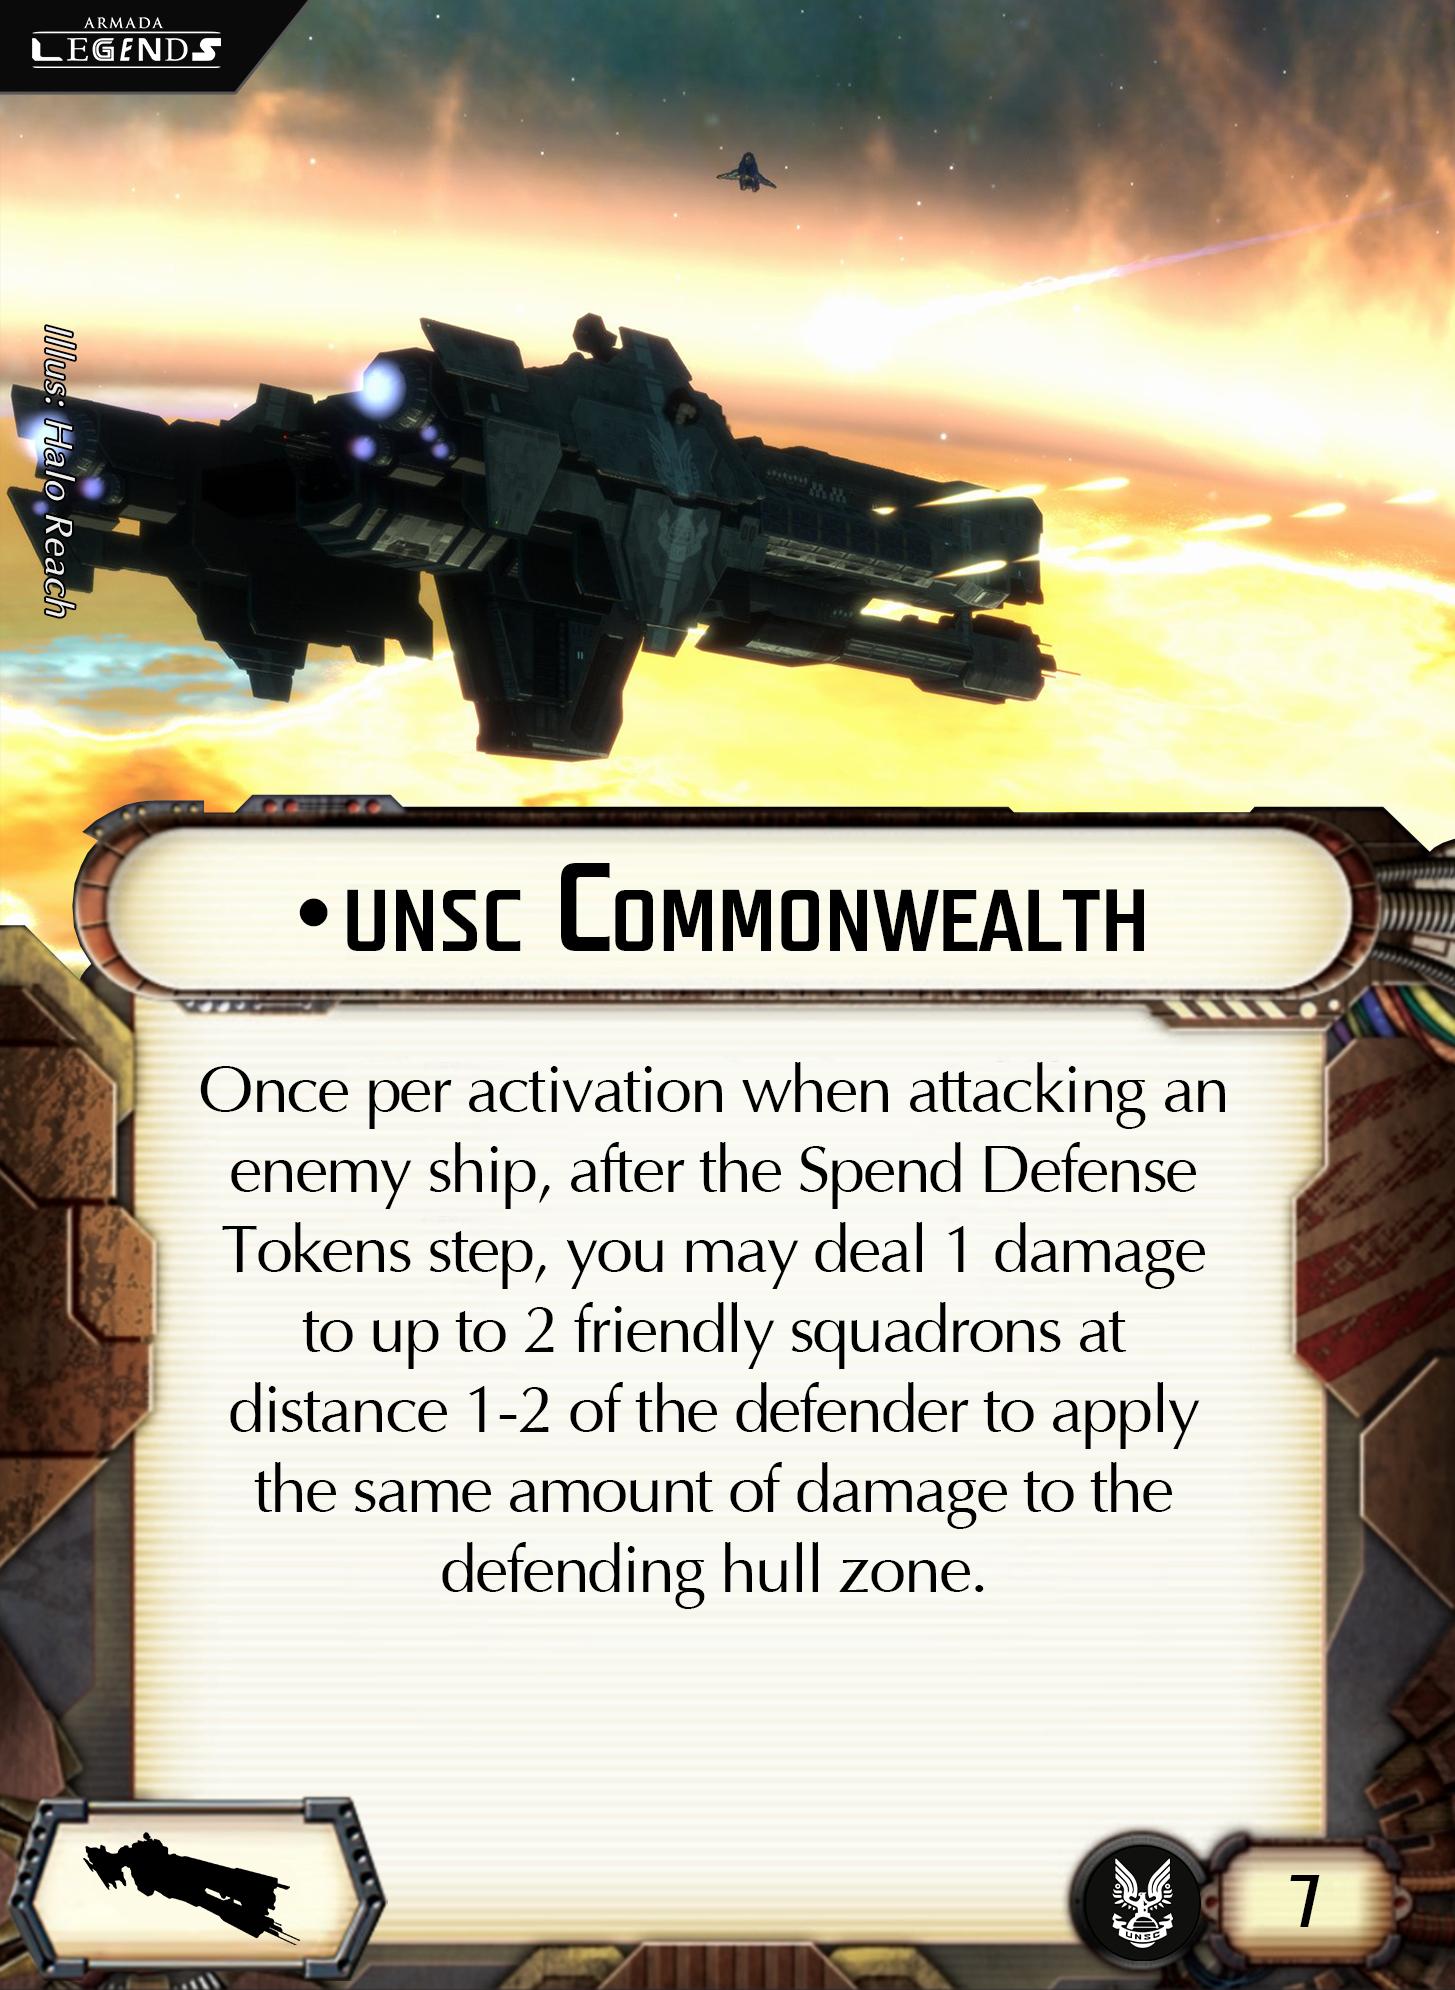 ARMADA
LEGENDS
Illus: Halo Reach
•UNSC COMMONWEALTH
Once per activation when attacking an
enemy ship, after the Spend Defense
Tokens step, you may deal 1 damage
to up to 2 friendly squadrons at
distance 1-2 of the defender to apply
the same amount of damage to the
defending hull zone.
UNSC
7